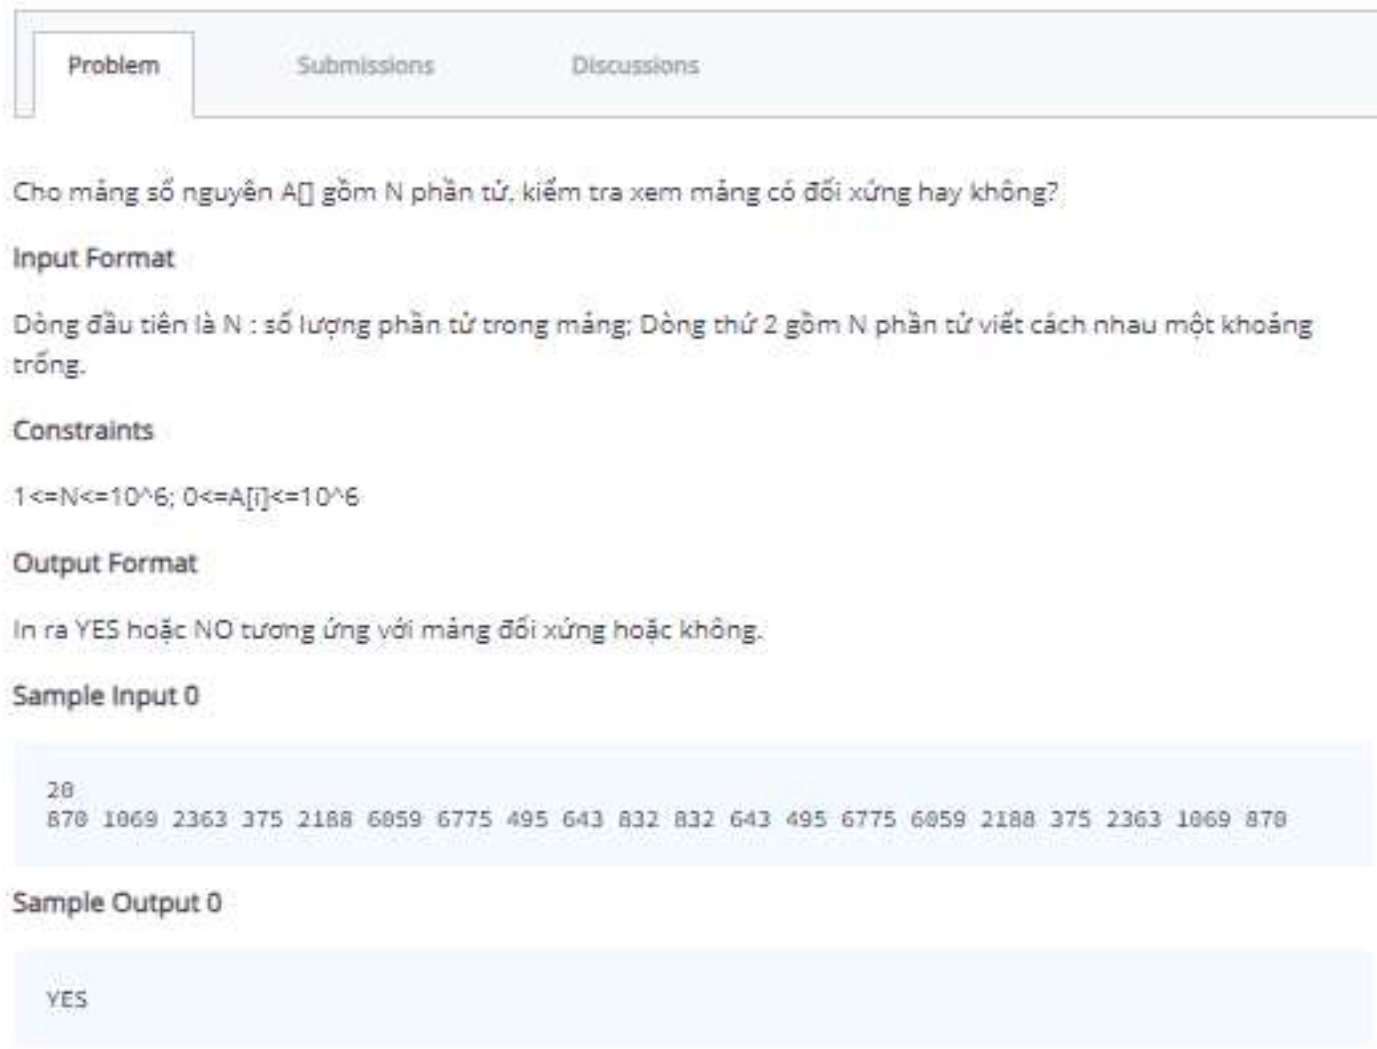 Problem Submissions Discussions
Cho mảng số nguyên A[] gồm N phần tử, kiểm tra xem mảng có đối xứng hay không?
Input Format
Dòng đầu tiên là N : số lượng phần tử trong mảng; Dòng thứ 2 gồm N phần tử viết cách nhau một khoảng
trống.
Constraints
1<=N<=10^6; 0<=A[i]<=10^6
Output Format
In ra YES hoặc NO tương ứng với mảng đối xứng hoặc không.
Sample Input 0
20
870 1069 2363 375 2188 6059 6775 495 643 832 832 643 495 6775 6059 2188 375 2363 1069 870
Sample Output 0
YES